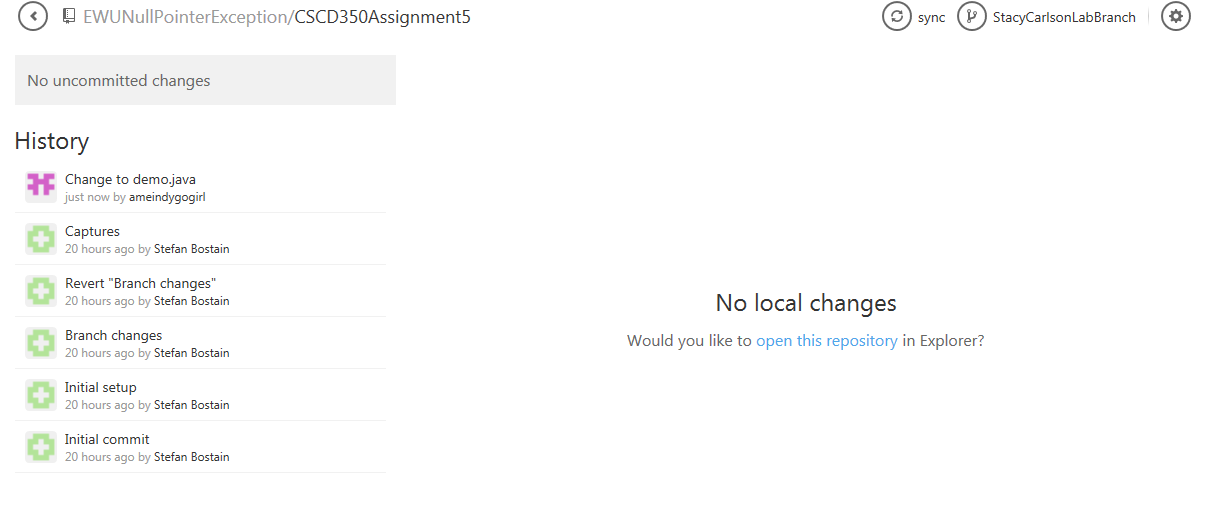 EWUNullPointerException/CSCD350Assignment5
sync
StacyCarlsonLabBranch
No uncommitted changes
History
Change to demo.java
just now by ameindygogirl
Captures
20 hours ago by Stefan Bostain
Revert "Branch changes"
20 hours ago by Stefan Bostain
Branch changes
20 hours ago by Stefan Bostain
Initial setup
20 hours ago by Stefan Bostain
Initial commit
20 hours ago by Stefan Bostain
No local changes
Would you like to open this repository in Explorer?